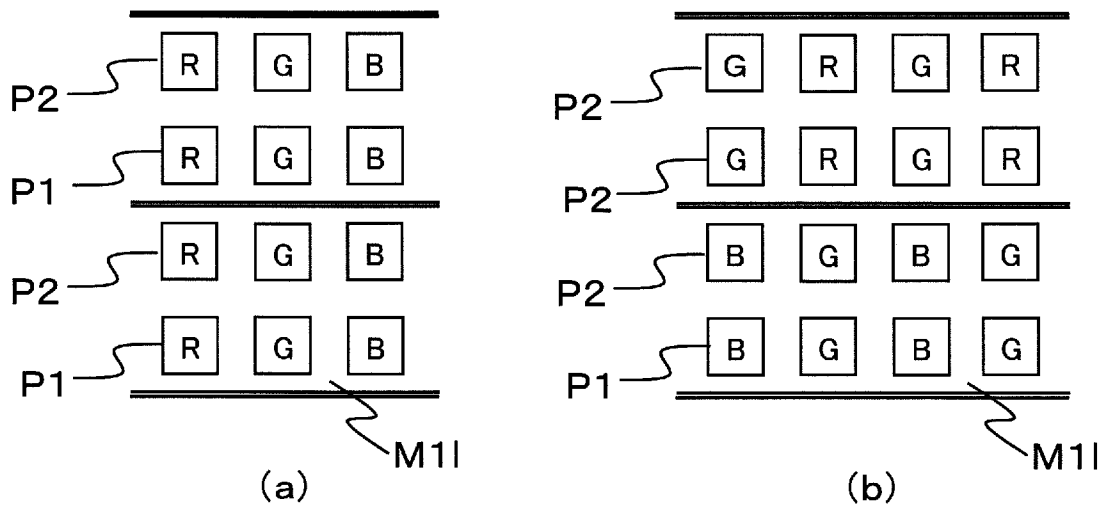 R G B G R G R
P2 P2
R G B G R G R
P1 P2
R G B B G B G
P2 P2
R G B B G B G
P1 P1
M1l M1l
(a) (b)